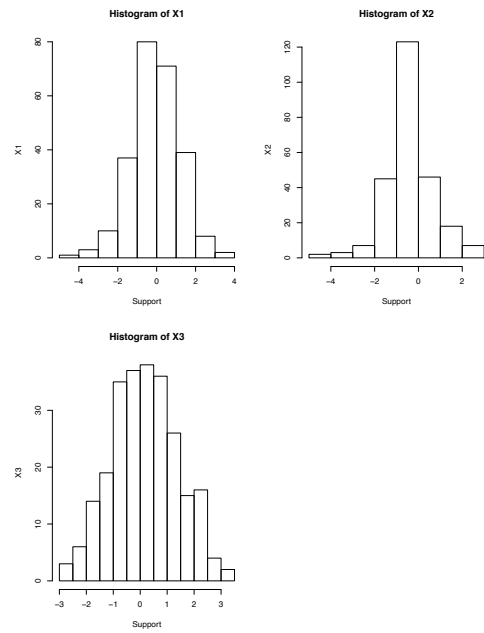 Histogram of X1
X1
0 20 40 60 80
-4 -2 0 2 4
Support
Histogram of X2
X2
0 20 40 60 80 100 120
-4 -2 0 2
Support
Histogram of X3
X3
0 10 20 30
-3 -2 -1 0 1 2 3
Support